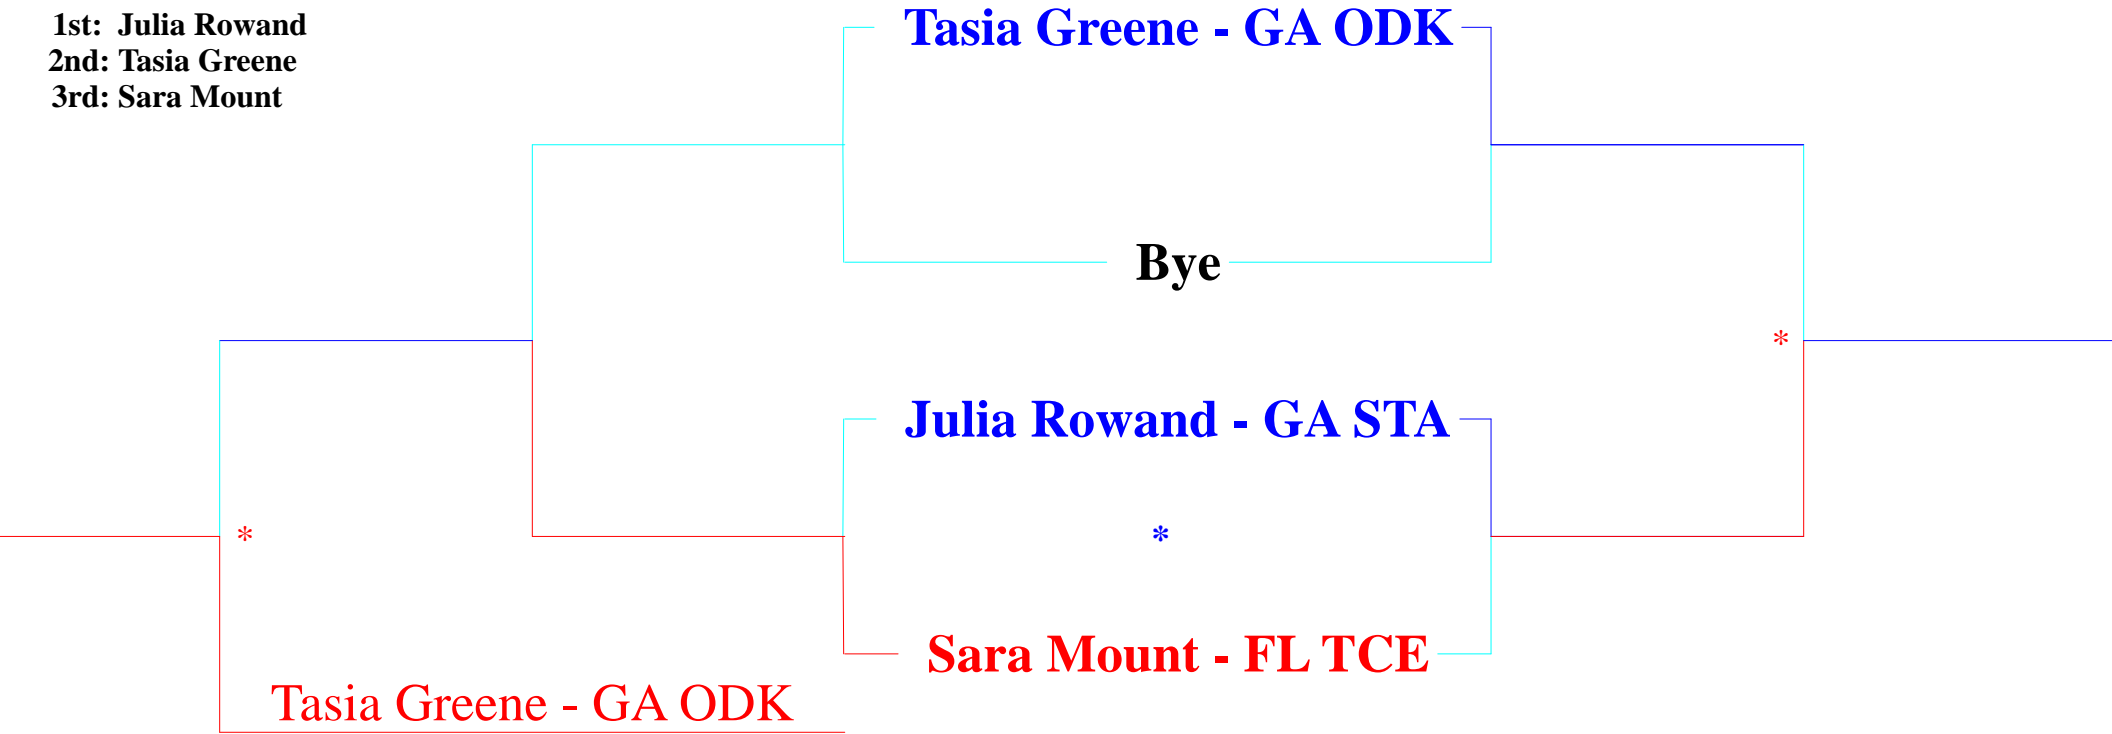 1st: Julia Rowand
2nd: Tasia Greene
3rd: Sara Mount
Tasia Greene - GA ODK
Bye
*
Julia Rowand - GA STA
*
*
Sara Mount - FL TCE
Tasia Greene - GA ODK